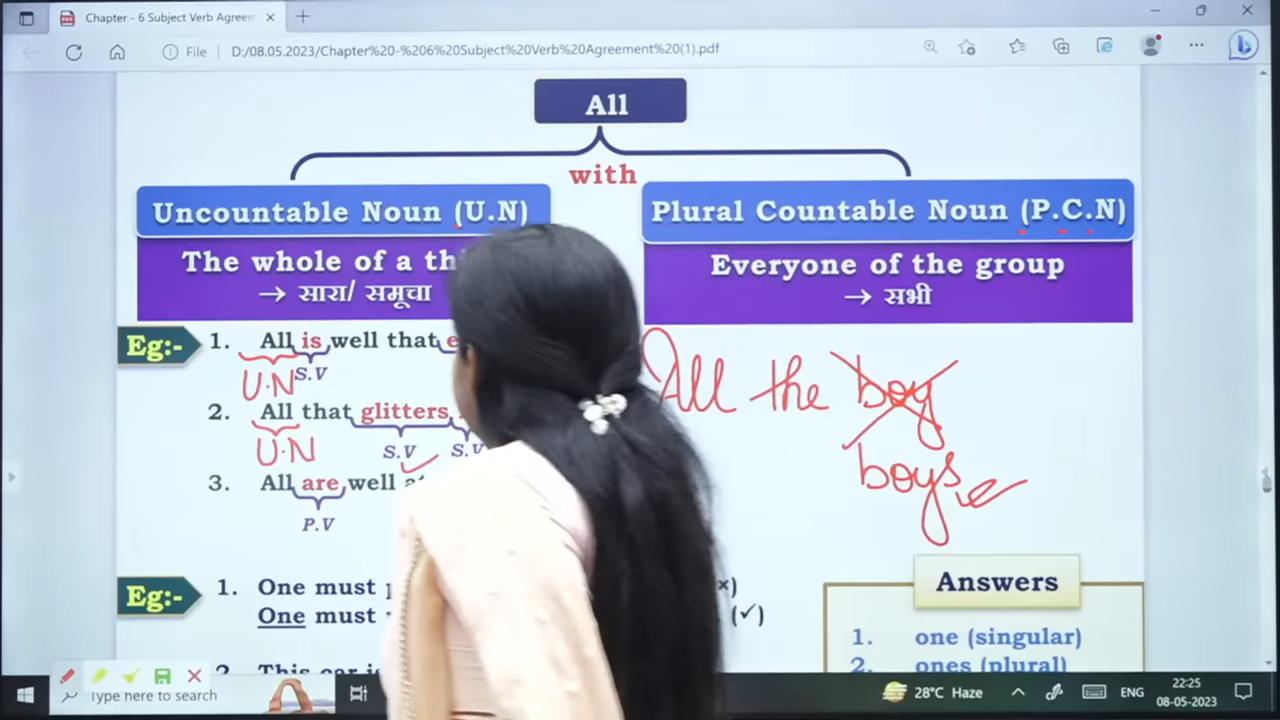 Chapter - 6 Subject Verb Agreem
File D:/08.05.2023/Chapter%20-%206%20Subject%20Verb%20Agreement%20(1).pdf
All
with
Uncountable Noun (U.N)
The whole of a th
→ सारा/ समूचा
Plural Countable Noun (P.C.N)
Everyone of the group
→ सभी
Eg:- 1. All is well that e
U.N S.V
2. All that glitters
U.N S.V S.V
3. All are well a
P.V
All the boy
boys
Eg:- 1. One must (×)
One must (✓)
2. This car i
Answers
1. one (singular)
2. ones (plural)
Type here to search
28°C Haze
ENG
22:25
08-05-2023